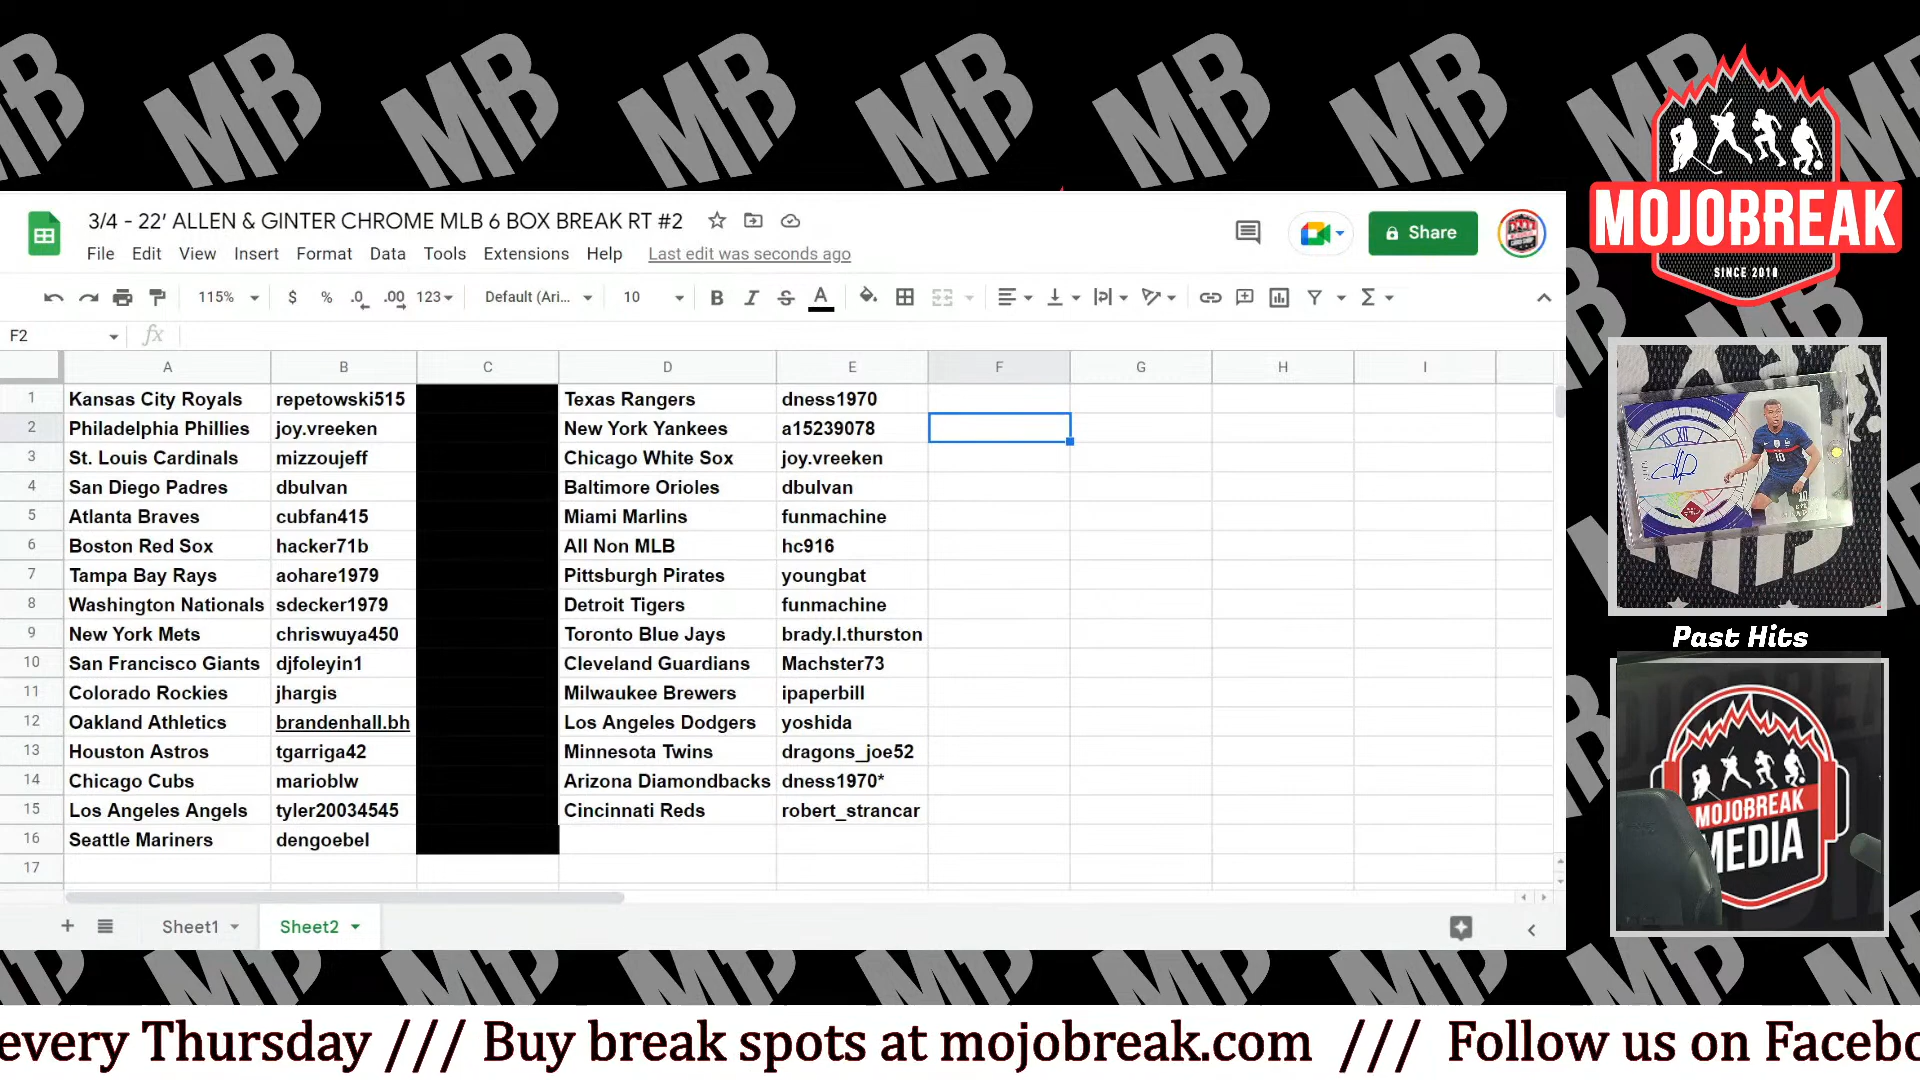 3/4 - 22′ ALLEN & GINTER CHROME MLB 6 BOX BREAK RT #2
File Edit View Insert Format Data Tools Extensions Help Last edit was seconds ago
Share
115% $ % .0 .00 123 Default (Ari... 10 B I S A
F2 fx
A B C D E F G H I
1 Kansas City Royals repetowski515 Texas Rangers dness1970
2 Philadelphia Phillies joy.vreeken New York Yankees a15239078
3 St. Louis Cardinals mizzoujeff Chicago White Sox joy.vreeken
4 San Diego Padres dbulvan Baltimore Orioles dbulvan
5 Atlanta Braves cubfan415 Miami Marlins funmachine
6 Boston Red Sox hacker71b All Non MLB hc916
7 Tampa Bay Rays aohare1979 Pittsburgh Pirates youngbat
8 Washington Nationals sdecker1979 Detroit Tigers funmachine
9 New York Mets chriswuya450 Toronto Blue Jays brady.l.thurston
10 San Francisco Giants djfoleyin1 Cleveland Guardians Machster73
11 Colorado Rockies jhargis Milwaukee Brewers ipaperbill
12 Oakland Athletics brandenhall.bh Los Angeles Dodgers yoshida
13 Houston Astros tgarriga42 Minnesota Twins dragons_joe52
14 Chicago Cubs marioblw Arizona Diamondbacks dness1970*
15 Los Angeles Angels tyler20034545 Cincinnati Reds robert_strancar
16 Seattle Mariners dengoebel
17
Sheet1 Sheet2
MOJOBREAK
SINCE 2010
Past Hits
MOJOBREAK
MEDIA
every Thursday /// Buy break spots at mojobreak.com /// Follow us on Facebo